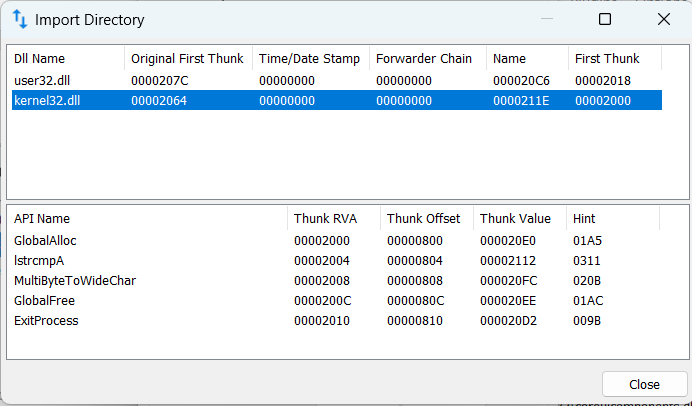 Import Directory
Dll Name Original First Thunk Time/Date Stamp Forwarder Chain Name First Thunk
user32.dll 0000207C 00000000 00000000 000020C6 00002018
kernel32.dll 00002064 00000000 00000000 0000211E 00002000
API Name Thunk RVA Thunk Offset Thunk Value Hint
GlobalAlloc 00002000 00000800 000020E0 01A5
lstrcmpA 00002004 00000804 00002112 0311
MultiByteToWideChar 00002008 00000808 000020FC 020B
GlobalFree 0000200C 0000080C 000020EE 01AC
ExitProcess 00002010 00000810 000020D2 009B
Close